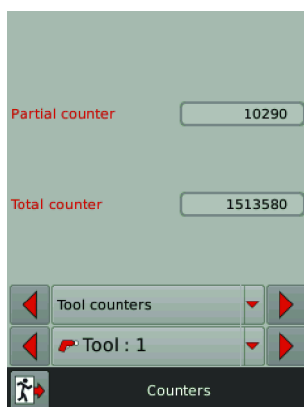 Partial counter 10290
Total counter 1513580
Tool counters
Tool : 1
Counters